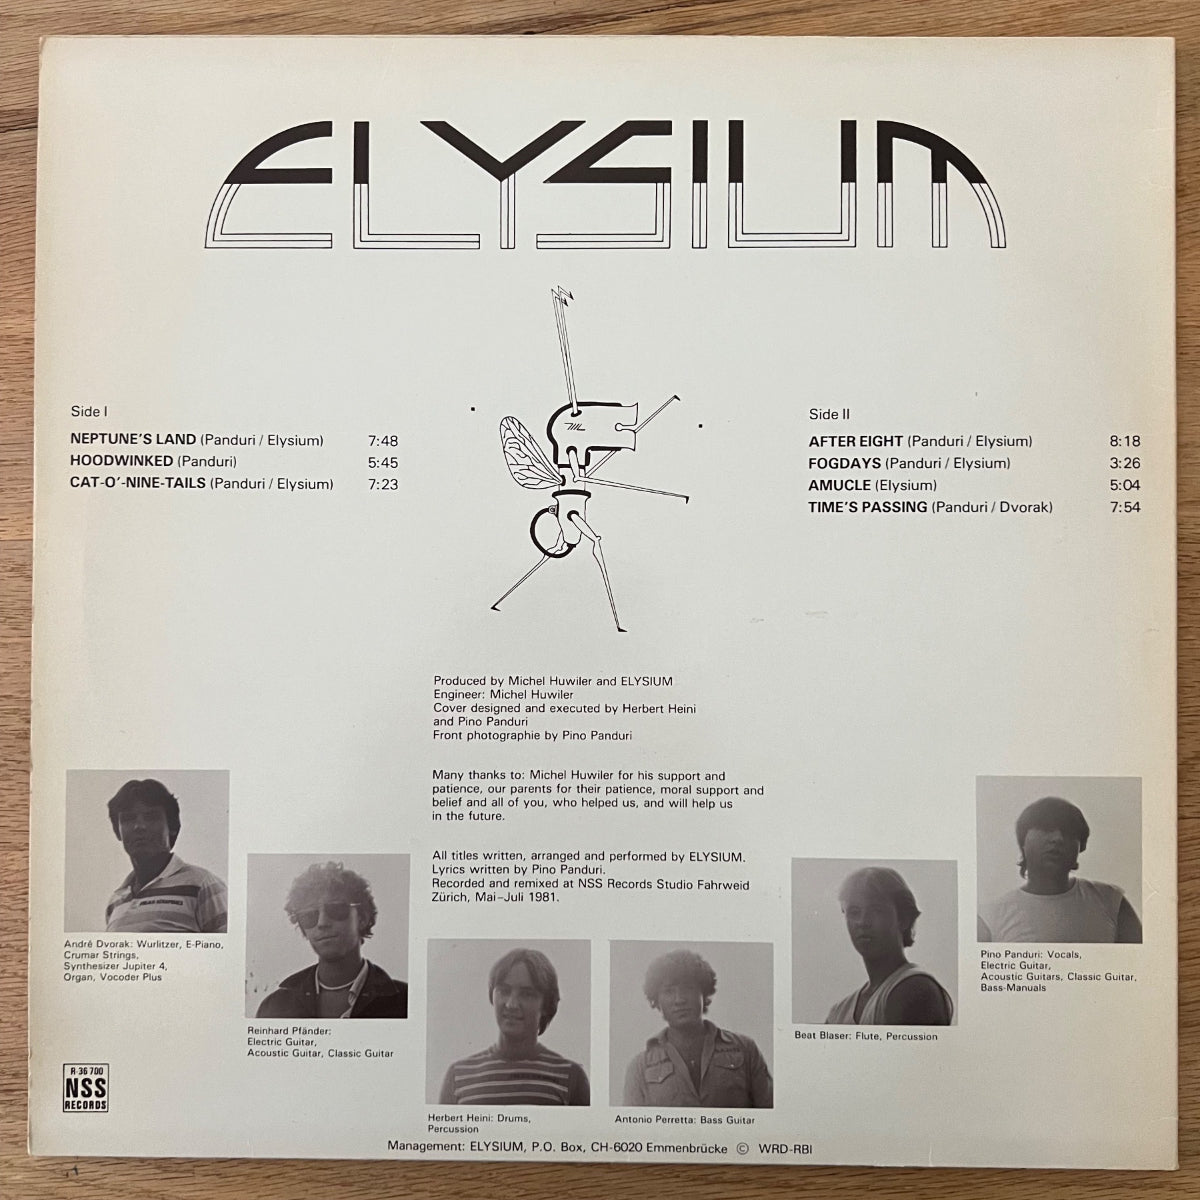 ELYSIUM
Side I
NEPTUNE'S LAND (Panduri / Elysium) 7:48
HOODWINKED (Panduri) 5:45
CAT-O'-NINE-TAILS (Panduri / Elysium) 7:23
Side II
AFTER EIGHT (Panduri / Elysium) 8:18
FOGDAYS (Panduri / Elysium) 3:26
AMUCLE (Elysium) 5:04
TIME'S PASSING (Panduri / Dvorak) 7:54
Produced by Michel Huwiler and ELYSIUM
Engineer: Michel Huwiler
Cover designed and executed by Herbert Heini
and Pino Panduri
Front photographie by Pino Panduri
Many thanks to: Michel Huwiler for his support and
patience, our parents for their patience, moral support and
belief and all of you, who helped us, and will help us
in the future.
All titles written, arranged and performed by ELYSIUM.
Lyrics written by Pino Panduri.
Recorded and remixed at NSS Records Studio Fahrweid
Zürich, Mai–Juli 1981.
André Dvorak: Wurlitzer, E-Piano,
Crumar Strings,
Synthesizer Jupiter 4,
Organ, Vocoder Plus
Reinhard Pfänder:
Electric Guitar,
Acoustic Guitar, Classic Guitar
Herbert Heini: Drums,
Percussion
Antonio Perretta: Bass Guitar
Beat Blaser: Flute, Percussion
Pino Panduri: Vocals,
Electric Guitar,
Acoustic Guitars, Classic Guitar,
Bass-Manuals
R-36 700
NSS
RECORDS
Management: ELYSIUM, P.O. Box, CH-6020 Emmenbrücke © WRD-RBI